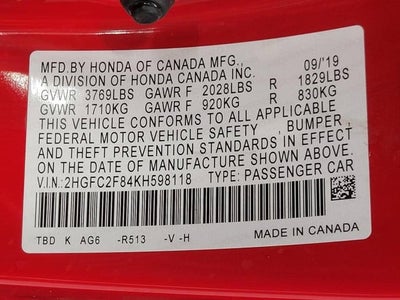 MFD.BY HONDA OF CANADA MFG., 09/'19
A DIVISION OF HONDA CANADA INC.
GVWR 3769LBS GAWR F 2028LBS R 1829LBS
GVWR 1710KG GAWR F 920KG R 830KG
THIS VEHICLE CONFORMS TO ALL APPLICABLE
FEDERAL MOTOR VEHICLE SAFETY , BUMPER ,
AND THEFT PREVENTION STANDARDS IN EFFECT
ON THE DATE OF MANUFACTURE SHOWN ABOVE.
V.I.N:2HGFC2F84KH598118 TYPE: PASSENGER CAR
TBD K AG6 -R513 -V -H MADE IN CANADA